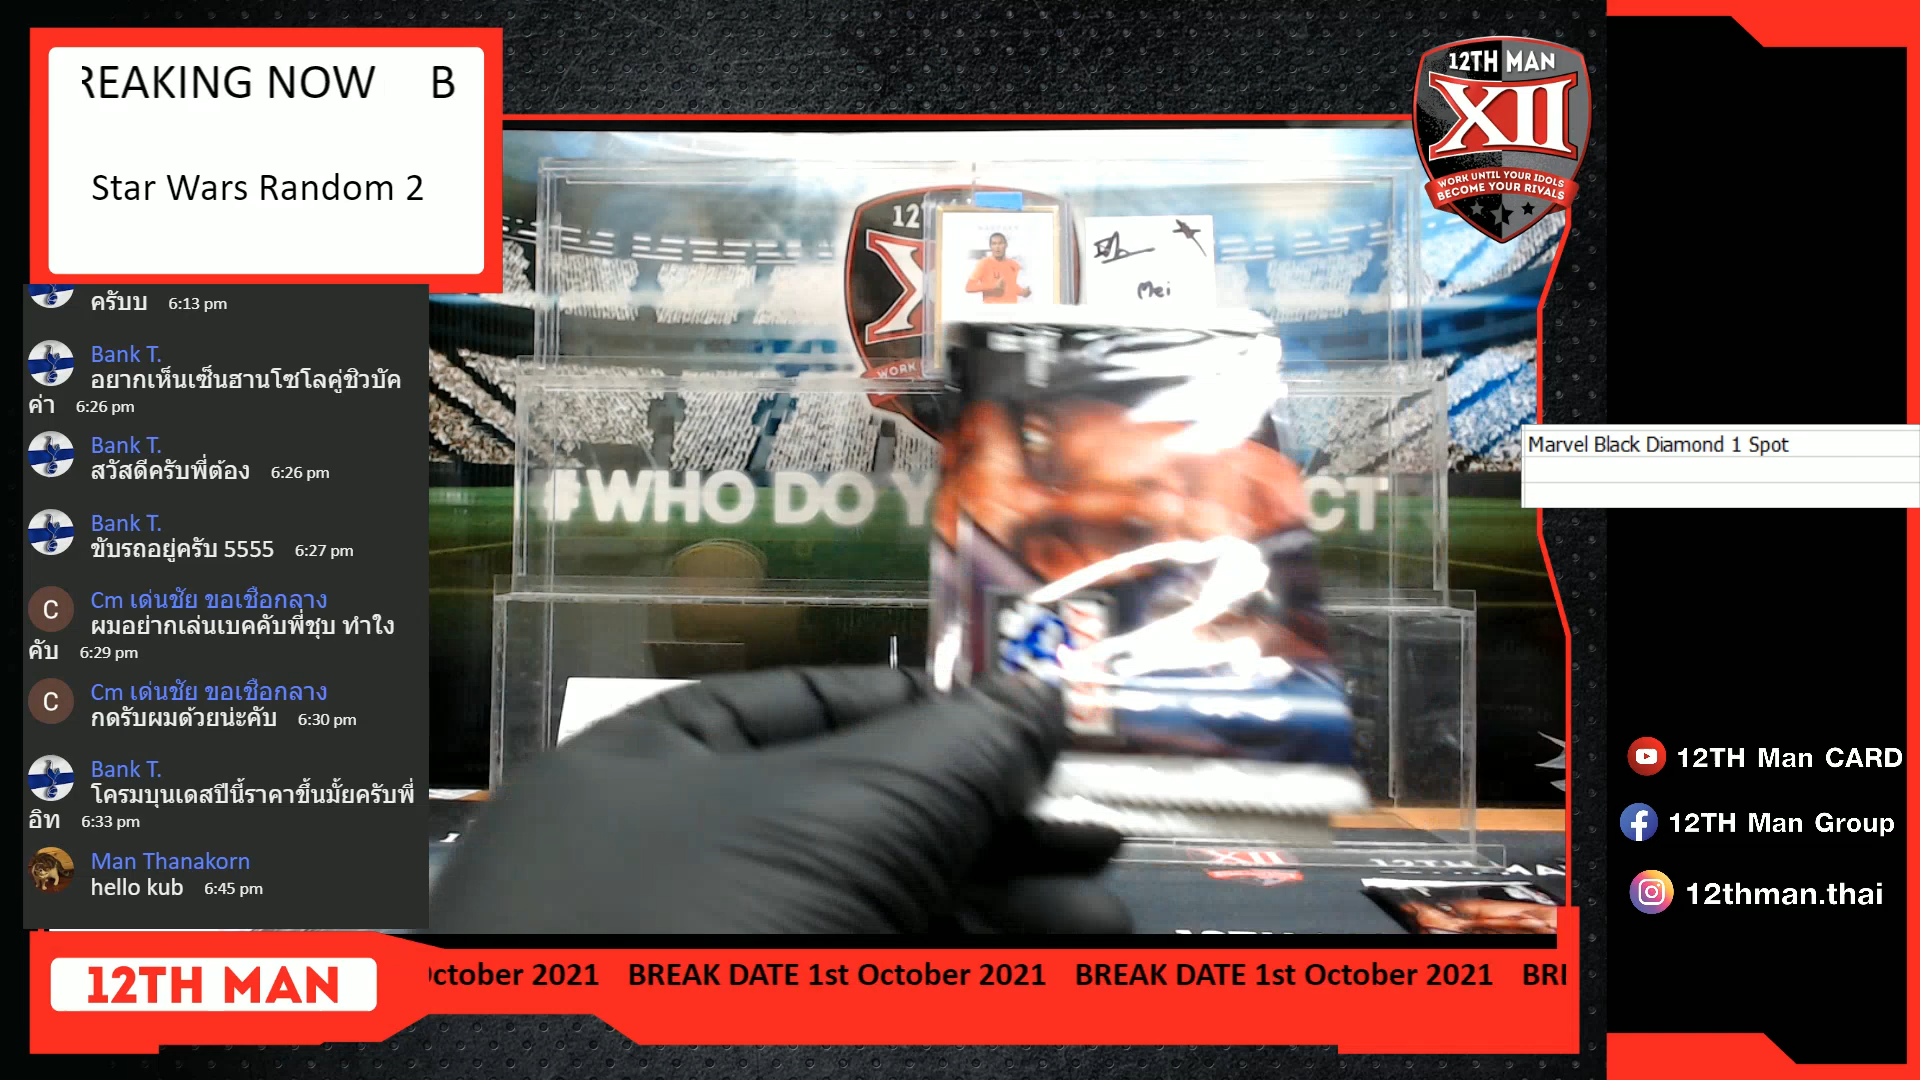 REAKING NOW B
Star Wars Random 2
ครับบ 6:13 pm
Bank T.
อยากเห็นเซ็นฮานโซโลคู่ชิวบัค
ค่า 6:26 pm
Bank T.
สวัสดีครับพี่ต้อง 6:26 pm
Bank T.
ขับรถอยู่ครับ 5555 6:27 pm
Cm เด่นชัย ขอเชือกลาง
ผมอย่ากเล่นเบคคับพี่ชุบ ทำใง
คับ 6:29 pm
Cm เด่นชัย ขอเชือกลาง
กดรับผมด้วยน่ะคับ 6:30 pm
Bank T.
โครมบุนเดสปีนี้ราคาขึ้นมั้ยครับพี่
อิท 6:33 pm
Man Thanakorn
hello kub 6:45 pm
12TH MAN
XII
WORK UNTIL YOUR IDOLS
BECOME YOUR RIVALS
12
WORK
Mei
#WHO DO Y CT
XII
12TH MA
Marvel Black Diamond 1 Spot
12TH Man CARD
12TH Man Group
12thman.thai
12TH MAN
October 2021 BREAK DATE 1st October 2021 BREAK DATE 1st October 2021 BRE